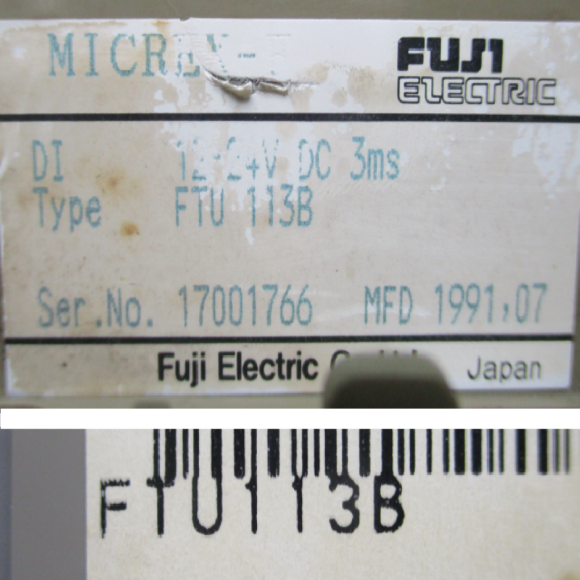 MICREX-F
FUJI
ELECTRIC
DI 12-24V DC 3ms
Type FTU 113B
Ser.No. 17001766 MFD 1991,07
Fuji Electric Japan
FTU113B